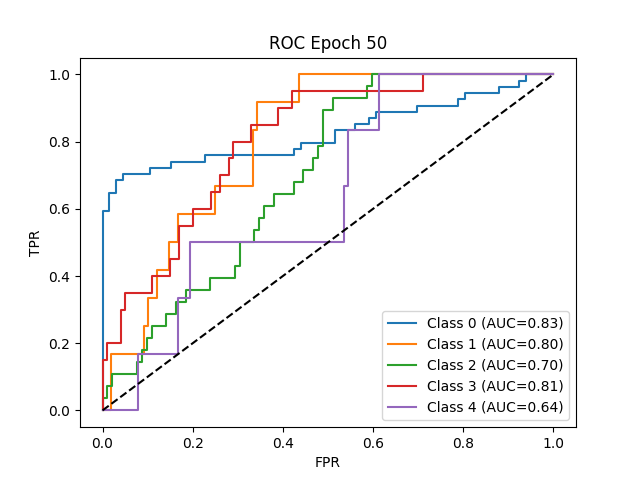 ROC Epoch 50
TPR
1.0
0.8
0.6
0.4
0.2
0.0
Class 0 (AUC=0.83)
Class 1 (AUC=0.80)
Class 2 (AUC=0.70)
Class 3 (AUC=0.81)
Class 4 (AUC=0.64)
0.0 0.2 0.4 0.6 0.8 1.0
FPR